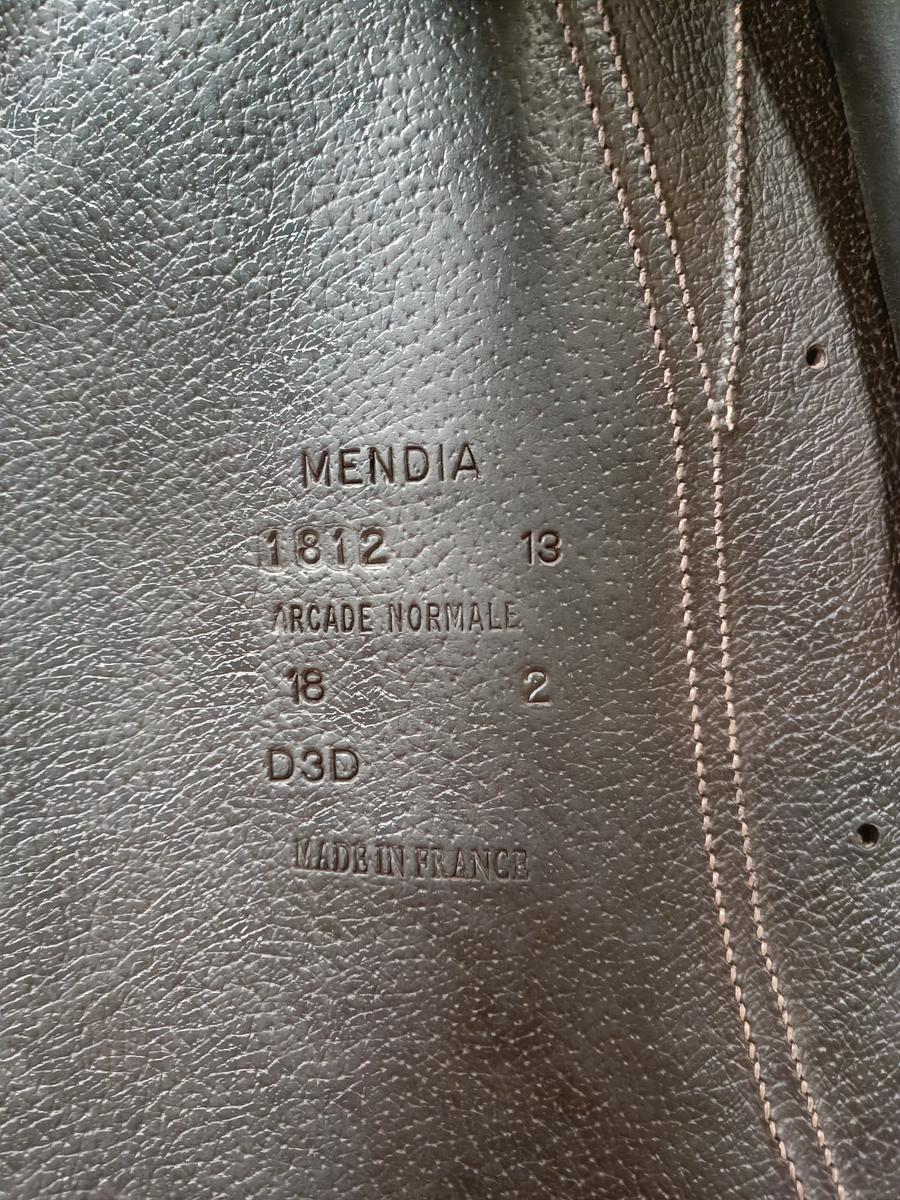 MENDIA
1812 13
ARCADE NORMALE
18 2
D3D
MADE IN FRANCE